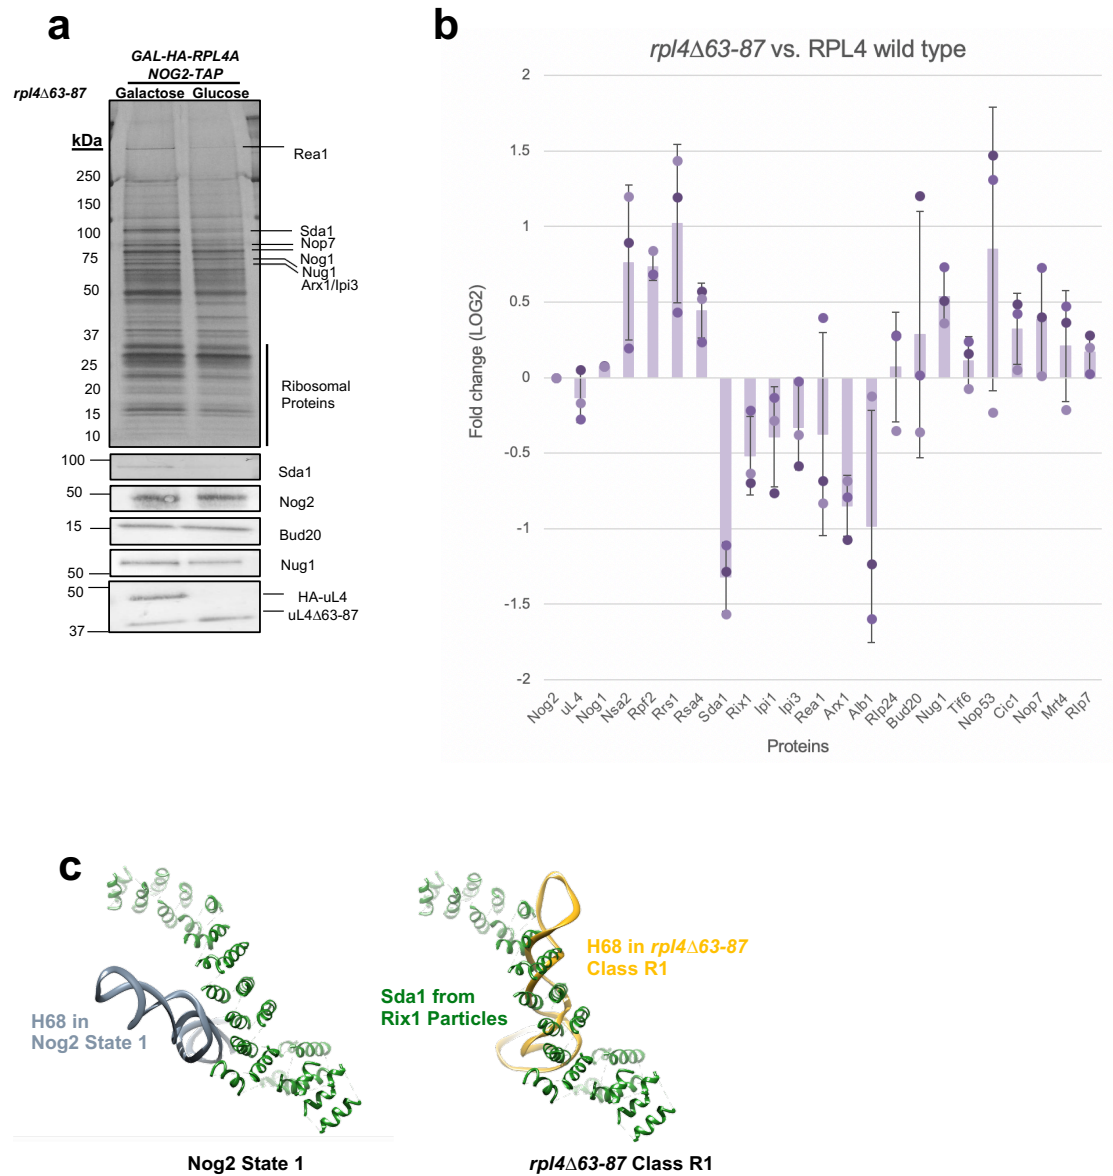 a
GAL-HA-RPL4A
NOG2-TAP
rpl4Δ63-87 Galactose Glucose
kDa
250
150
100
75
50
37
25
20
15
10
Rea1
Sda1
Nop7
Nog1
Nug1
Arx1/Ipi3
Ribosomal
Proteins
100
Sda1
50
Nog2
15
Bud20
50
Nug1
50
HA-uL4
uL4Δ63-87
37
b
rpl4Δ63-87 vs. RPL4 wild type
Fold change (LOG2)
2
1.5
1
0.5
0
-0.5
-1
-1.5
-2
Nog2
uL4
Nog1
Nsa2
Rpf2
Rrs1
Rsa4
Sda1
Rix1
Ipi1
Ipi3
Rea1
Arx1
Alb1
Rlp24
Bud20
Nug1
Tif6
Nop53
Cic1
Nop7
Mrt4
Rlp7
Proteins
c
H68 in
Nog2 State 1
Nog2 State 1
H68 in rpl4Δ63-87
Class R1
Sda1 from
Rix1 Particles
rpl4Δ63-87 Class R1